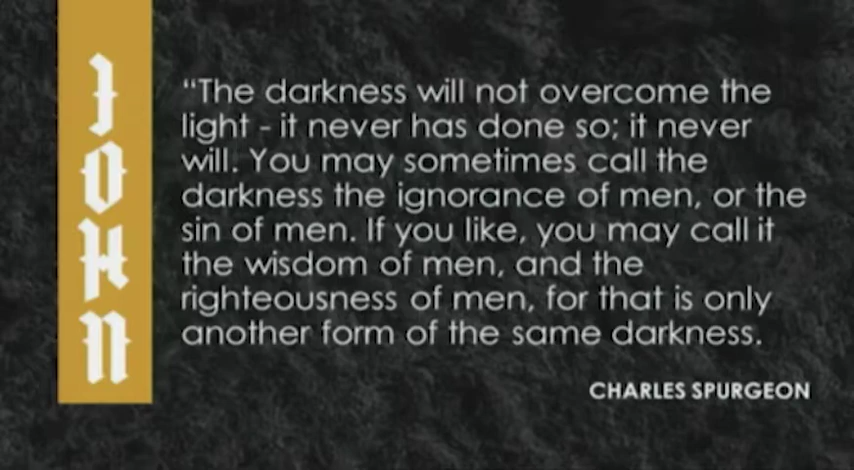 JOHN
“The darkness will not overcome the
light - it never has done so; it never
will. You may sometimes call the
darkness the ignorance of men, or the
sin of men. If you like, you may call it
the wisdom of men, and the
righteousness of men, for that is only
another form of the same darkness.
CHARLES SPURGEON